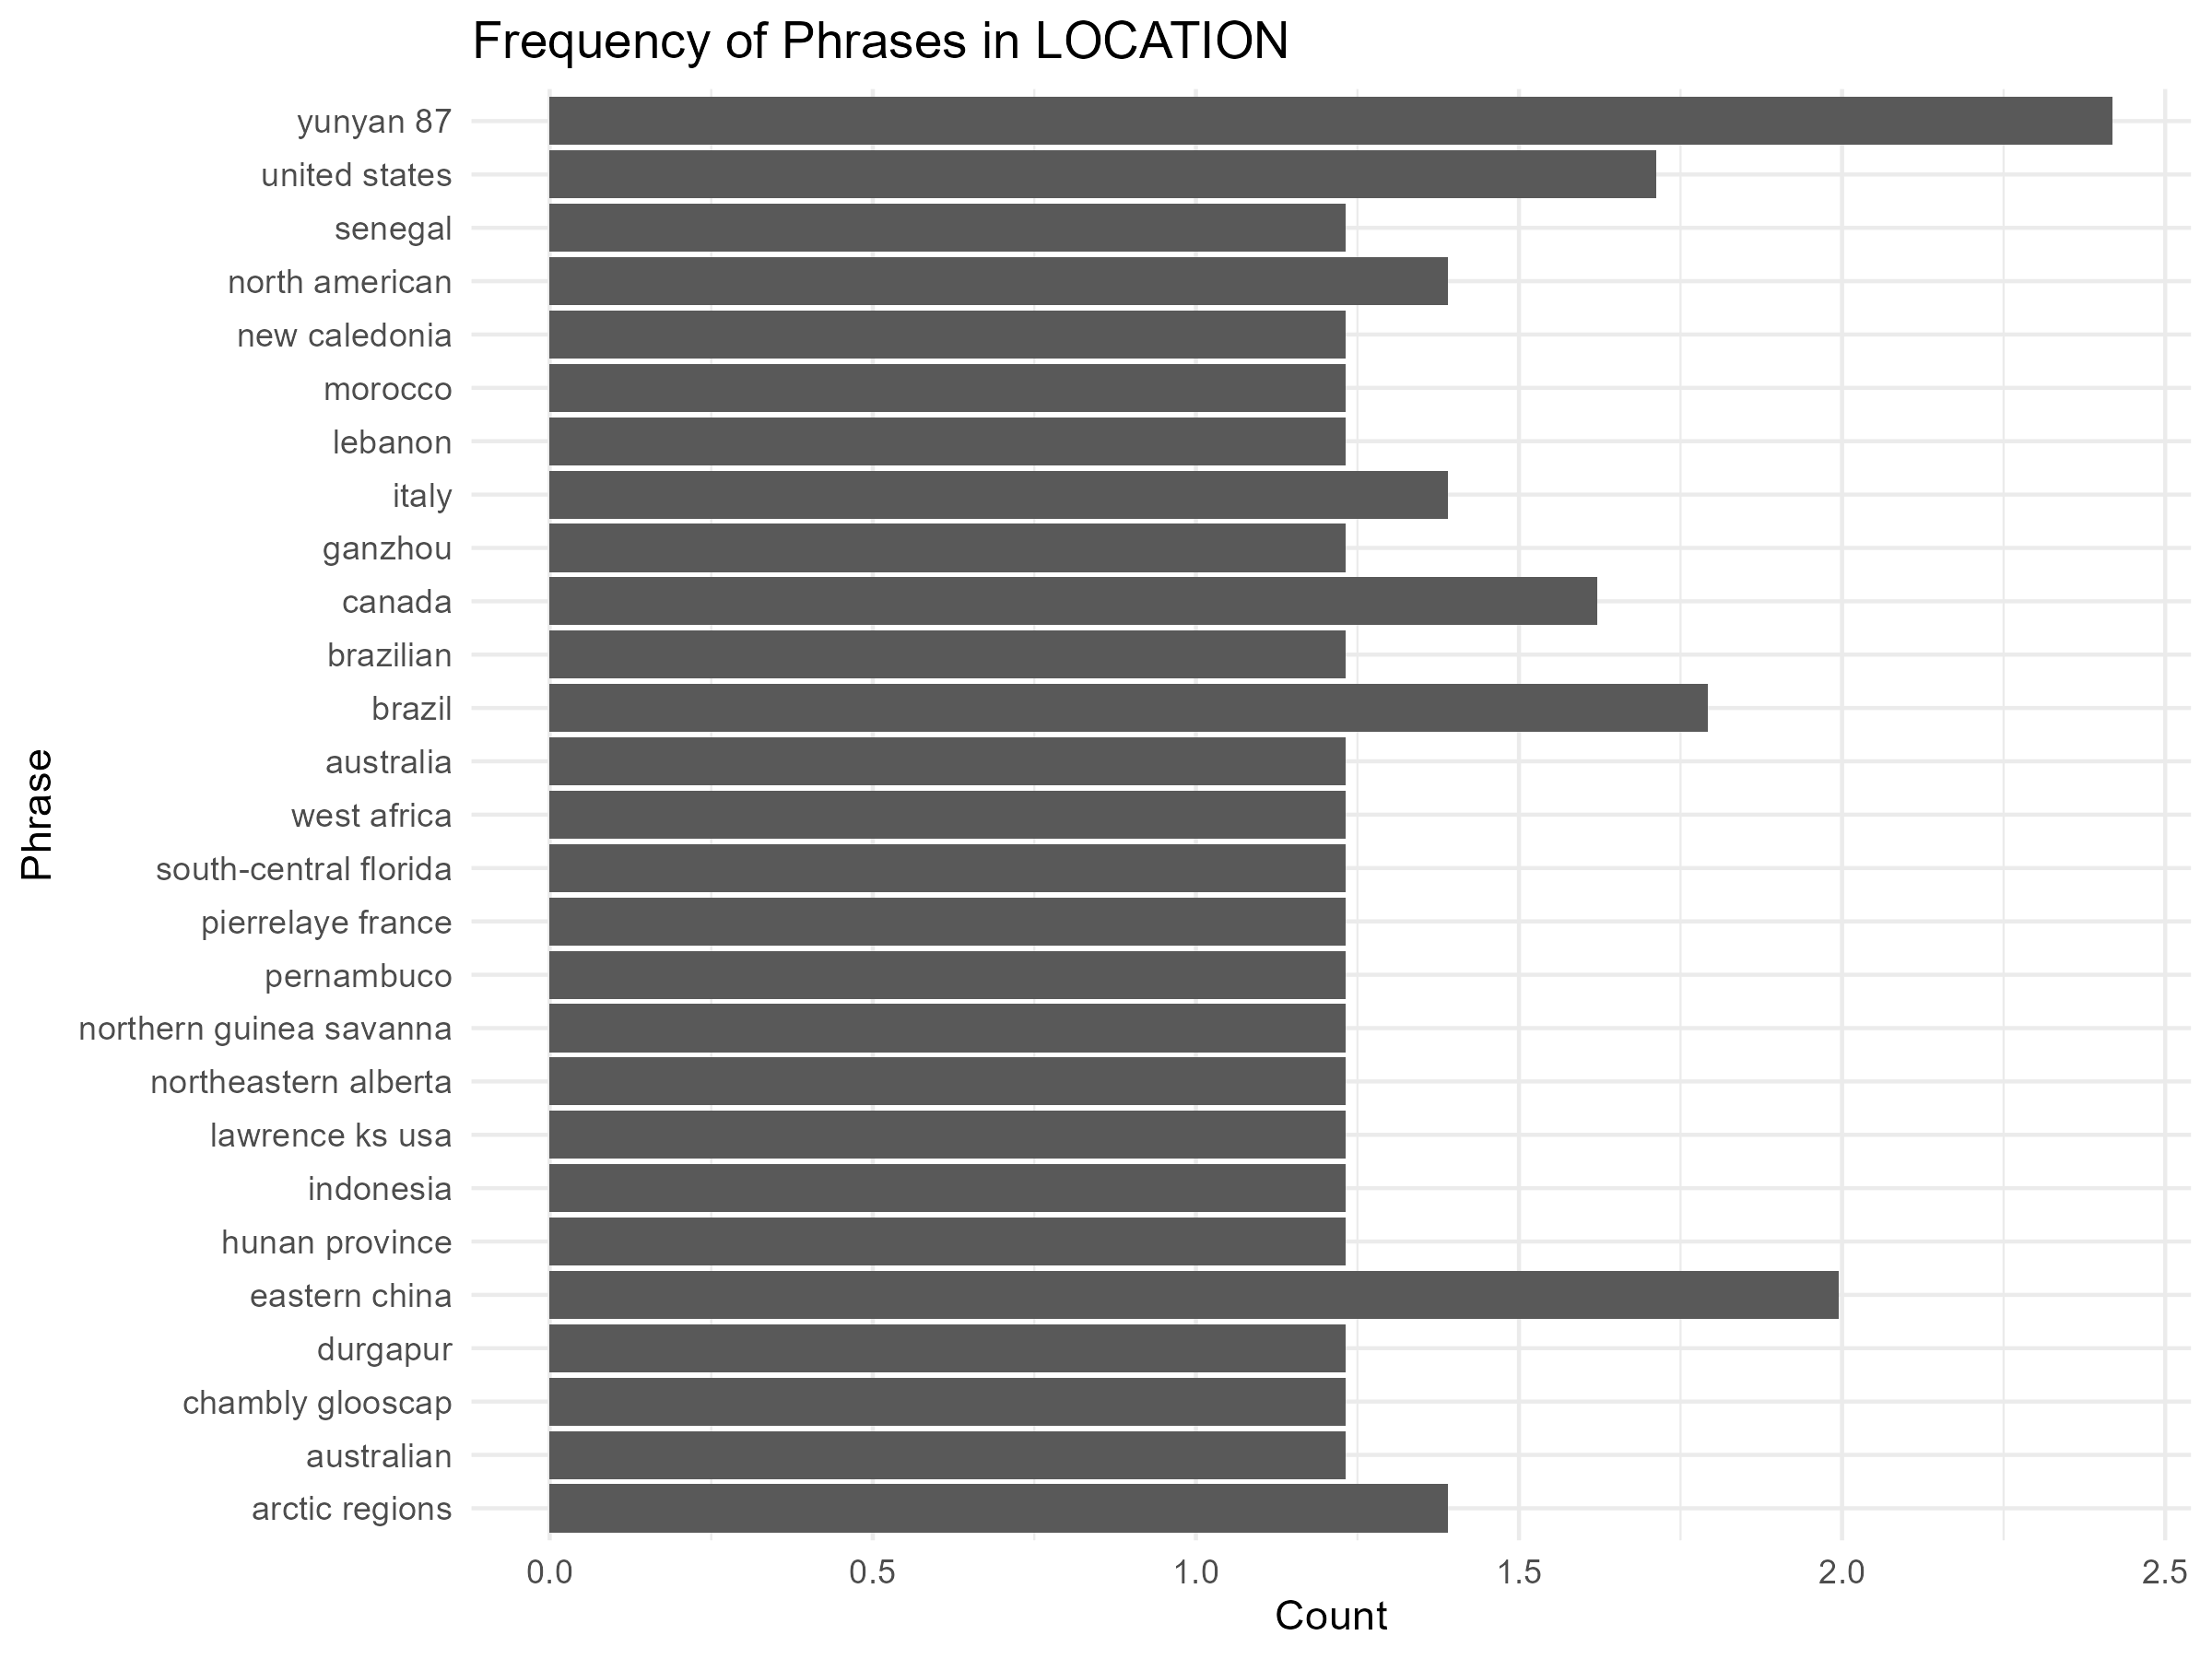 Frequency of Phrases in LOCATION
yunyan 87
united states
senegal
north american
new caledonia
morocco
lebanon
italy
ganzhou
canada
brazilian
brazil
australia
west africa
south-central florida
pierrelaye france
pernambuco
northern guinea savanna
northeastern alberta
lawrence ks usa
indonesia
hunan province
eastern china
durgapur
chambly glooscap
australian
arctic regions
Phrase
0.0 0.5 1.0 1.5 2.0 2.5
Count